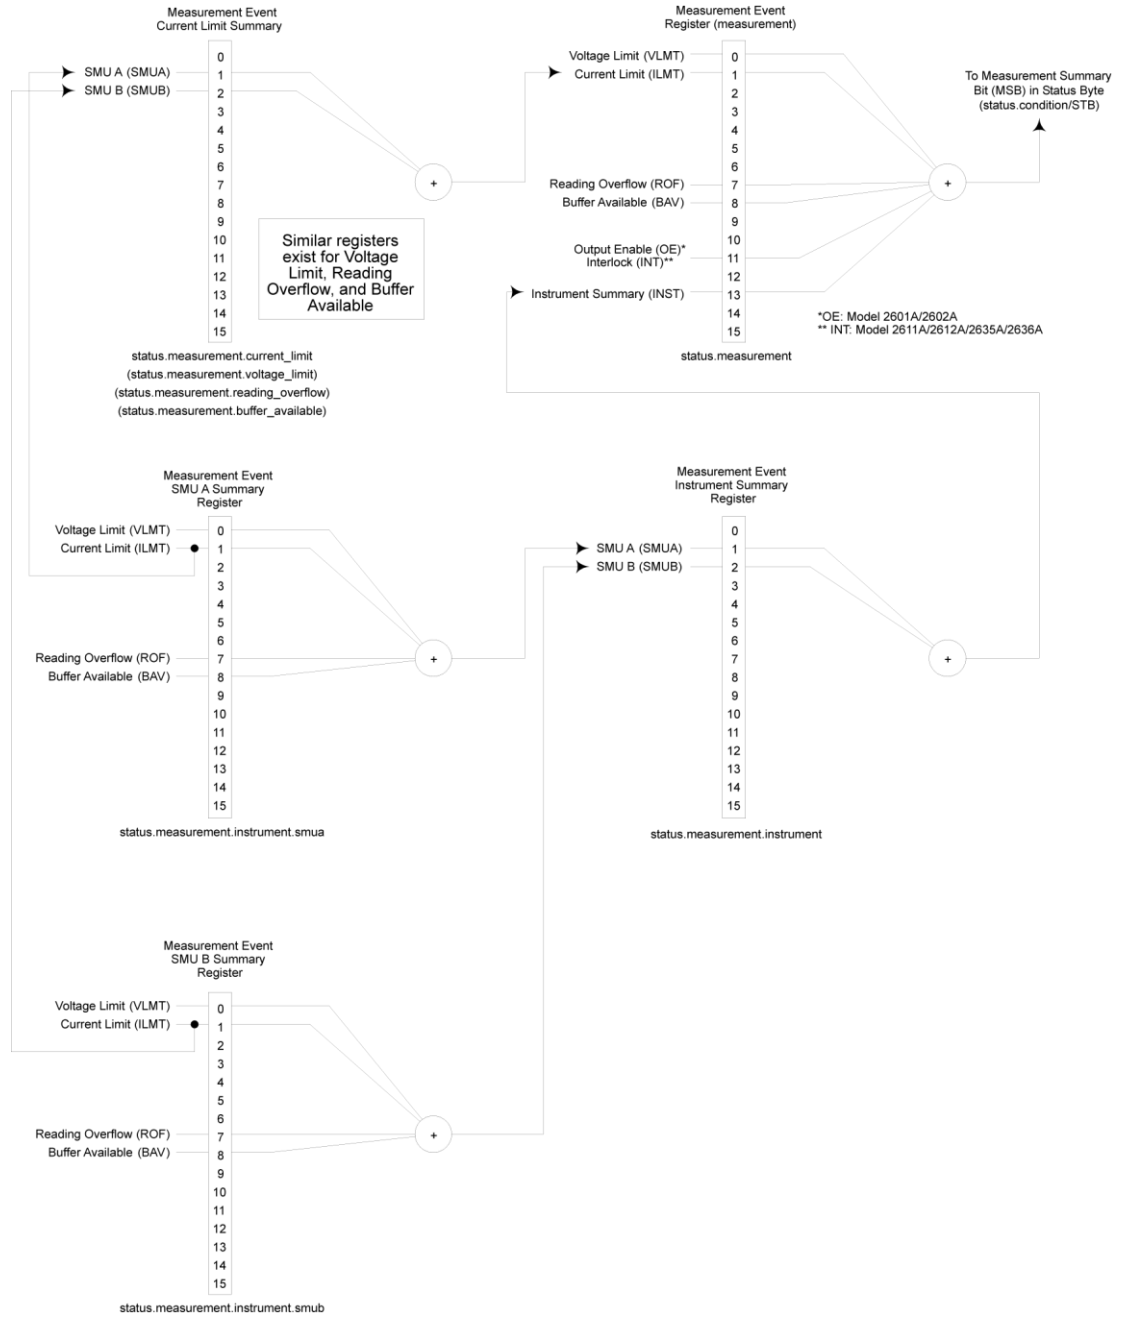 Measurement Event
Current Limit Summary
SMU A (SMUA)
SMU B (SMUB)
0
1
2
3
4
5
6
7
8
9
10
11
12
13
14
15
+
Similar registers
exist for Voltage
Limit, Reading
Overflow, and Buffer
Available
status.measurement.current_limit
(status.measurement.voltage_limit)
(status.measurement.reading_overflow)
(status.measurement.buffer_available)
Measurement Event
Register (measurement)
Voltage Limit (VLMT)
Current Limit (ILMT)
Reading Overflow (ROF)
Buffer Available (BAV)
Output Enable (OE)*
Interlock (INT)**
Instrument Summary (INST)
0
1
2
3
4
5
6
7
8
9
10
11
12
13
14
15
+
To Measurement Summary
Bit (MSB) in Status Byte
(status.condition/STB)
*OE: Model 2601A/2602A
** INT: Model 2611A/2612A/2635A/2636A
status.measurement
Measurement Event
SMU A Summary
Register
Voltage Limit (VLMT)
Current Limit (ILMT)
Reading Overflow (ROF)
Buffer Available (BAV)
0
1
2
3
4
5
6
7
8
9
10
11
12
13
14
15
+
status.measurement.instrument.smua
Measurement Event
Instrument Summary
Register
SMU A (SMUA)
SMU B (SMUB)
0
1
2
3
4
5
6
7
8
9
10
11
12
13
14
15
+
status.measurement.instrument
Measurement Event
SMU B Summary
Register
Voltage Limit (VLMT)
Current Limit (ILMT)
Reading Overflow (ROF)
Buffer Available (BAV)
0
1
2
3
4
5
6
7
8
9
10
11
12
13
14
15
+
status.measurement.instrument.smub